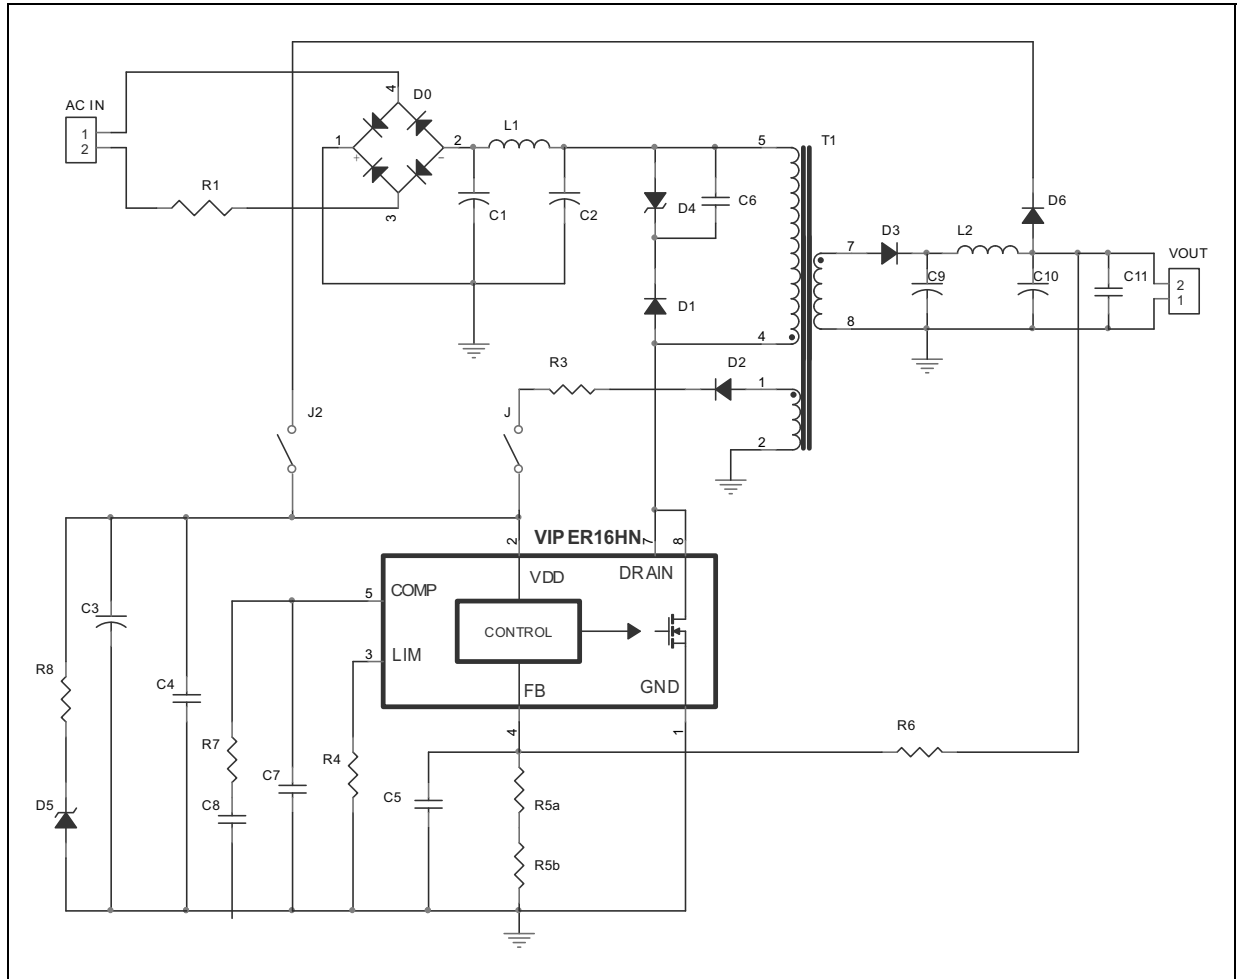 AC IN
1
2
R1
4
D0
1
+
2
−
3
L1
C1
C2
D4
C6
D1
5
T1
4
D2
1
2
7
8
D3
L2
D6
C9
C10
C11
VOUT
2
1
R3
J2
J
VIPER16HN
2
7
8
VDD
DRAIN
5
COMP
CONTROL
3
LIM
FB
GND
4
1
C3
R8
C4
D5
R7
C8
C7
R4
C5
R5a
R5b
R6